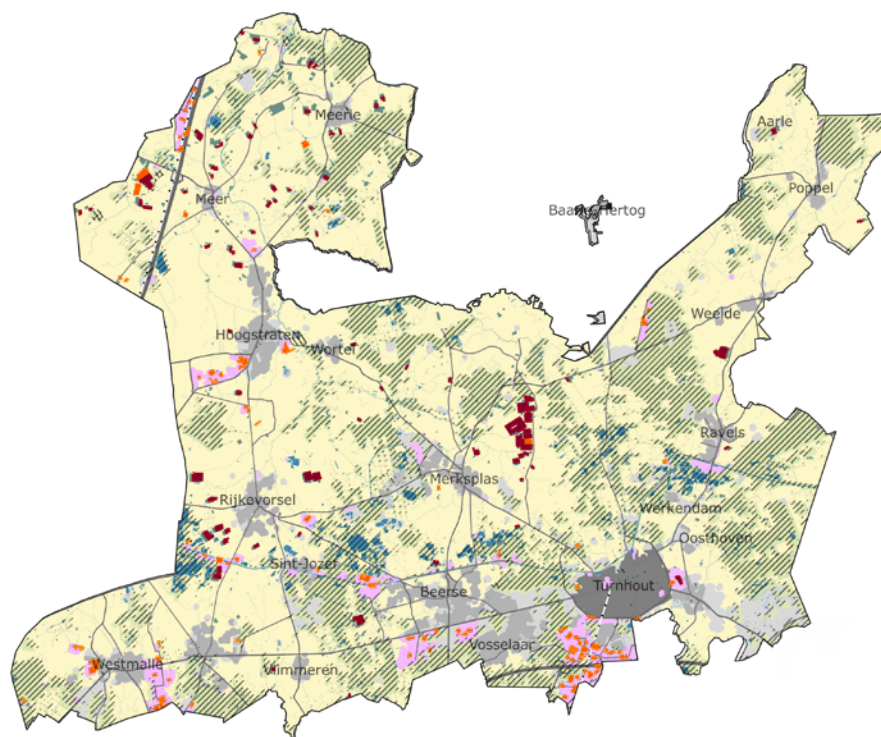 Meerle
Aarle
Meer
Poppel
Baarle-Hertog
Weelde
Hoogstraten
Wortel
Ravels
Merksplas
Rijkevorsel
Werkendam
Oosthoven
Sint-Jozef
Turnhout
Beerse
Vosselaar
Westmalle
Vlimmeren